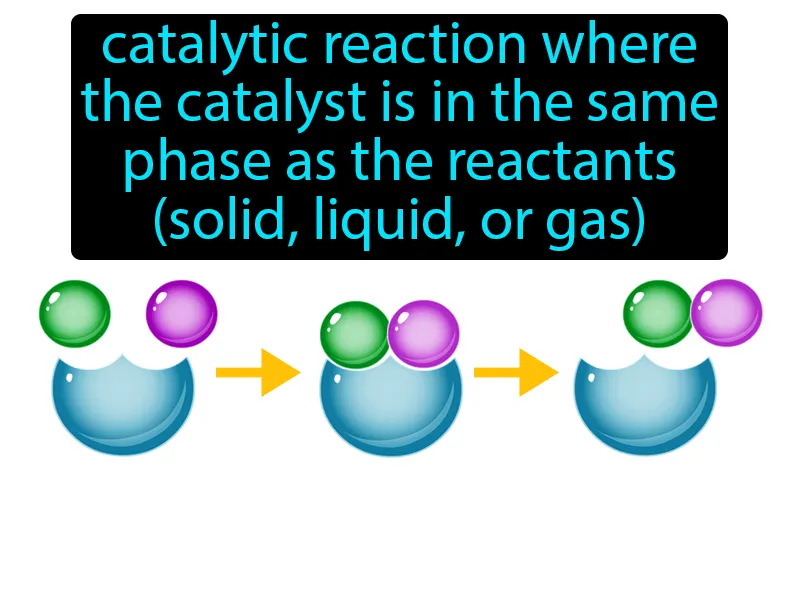 catalytic reaction where
the catalyst is in the same
phase as the reactants
(solid, liquid, or gas)